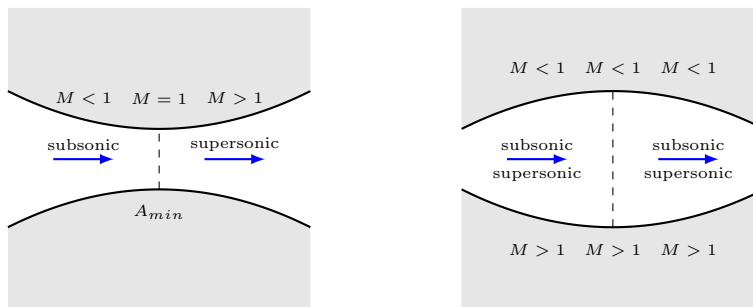 M < 1 M = 1 M > 1
subsonic supersonic
A_min
M < 1 M < 1 M < 1
subsonic subsonic
supersonic supersonic
M > 1 M > 1 M > 1